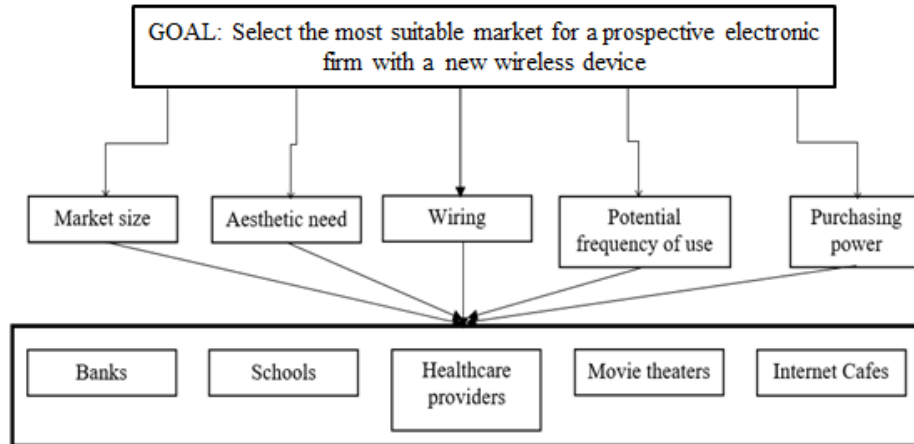 GOAL: Select the most suitable market for a prospective electronic
firm with a new wireless device
Market size
Aesthetic need
Wiring
Potential
frequency of use
Purchasing
power
Banks
Schools
Healthcare
providers
Movie theaters
Internet Cafes